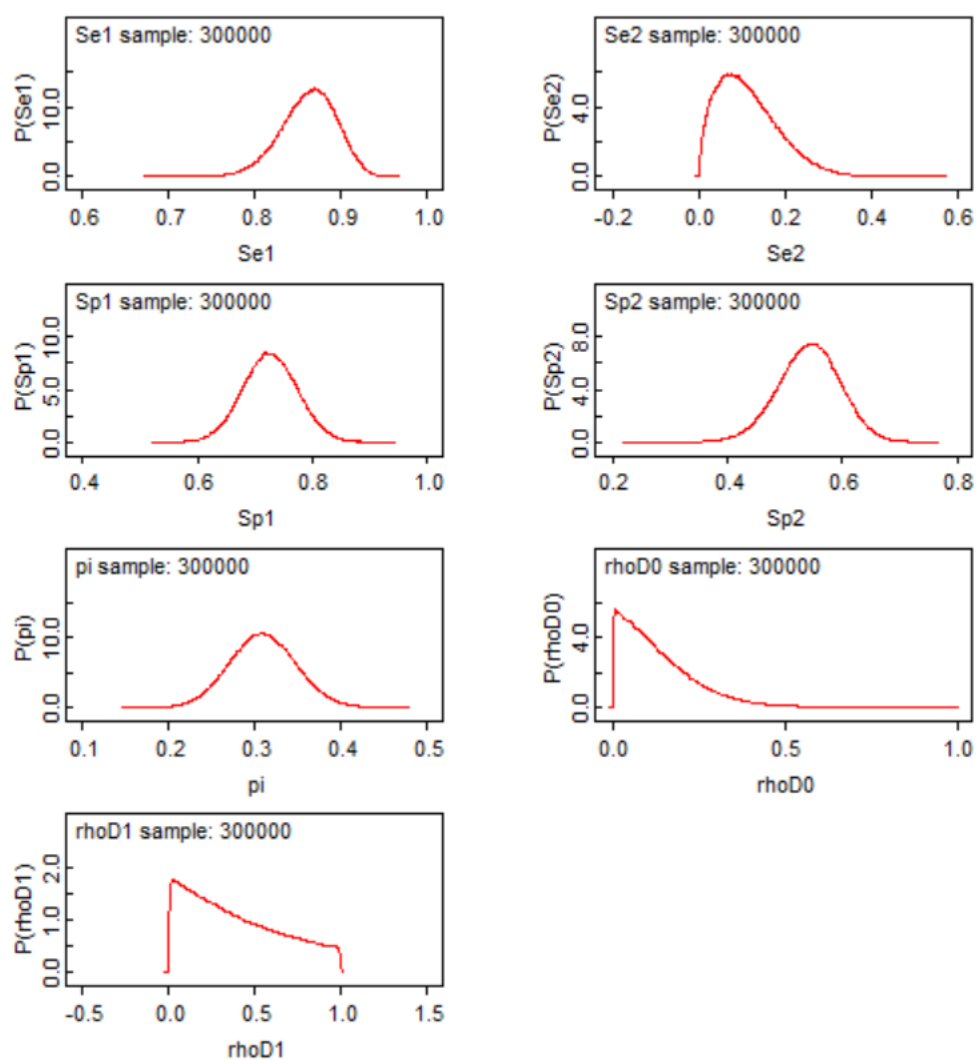 Se1 sample: 300000
P(Se1)
0.0 10.0
0.6 0.7 0.8 0.9 1.0
Se1
Se2 sample: 300000
P(Se2)
0.0 4.0
-0.2 0.0 0.2 0.4 0.6
Se2
Sp1 sample: 300000
P(Sp1)
0.0 5.0 10.0
0.4 0.6 0.8 1.0
Sp1
Sp2 sample: 300000
P(Sp2)
0.0 4.0 8.0
0.2 0.4 0.6 0.8
Sp2
pi sample: 300000
P(pi)
0.0 10.0
0.1 0.2 0.3 0.4 0.5
pi
rhoD0 sample: 300000
P(rhoD0)
0.0 4.0
0.0 0.5 1.0
rhoD0
rhoD1 sample: 300000
P(rhoD1)
0.0 1.0 2.0
-0.5 0.0 0.5 1.0 1.5
rhoD1